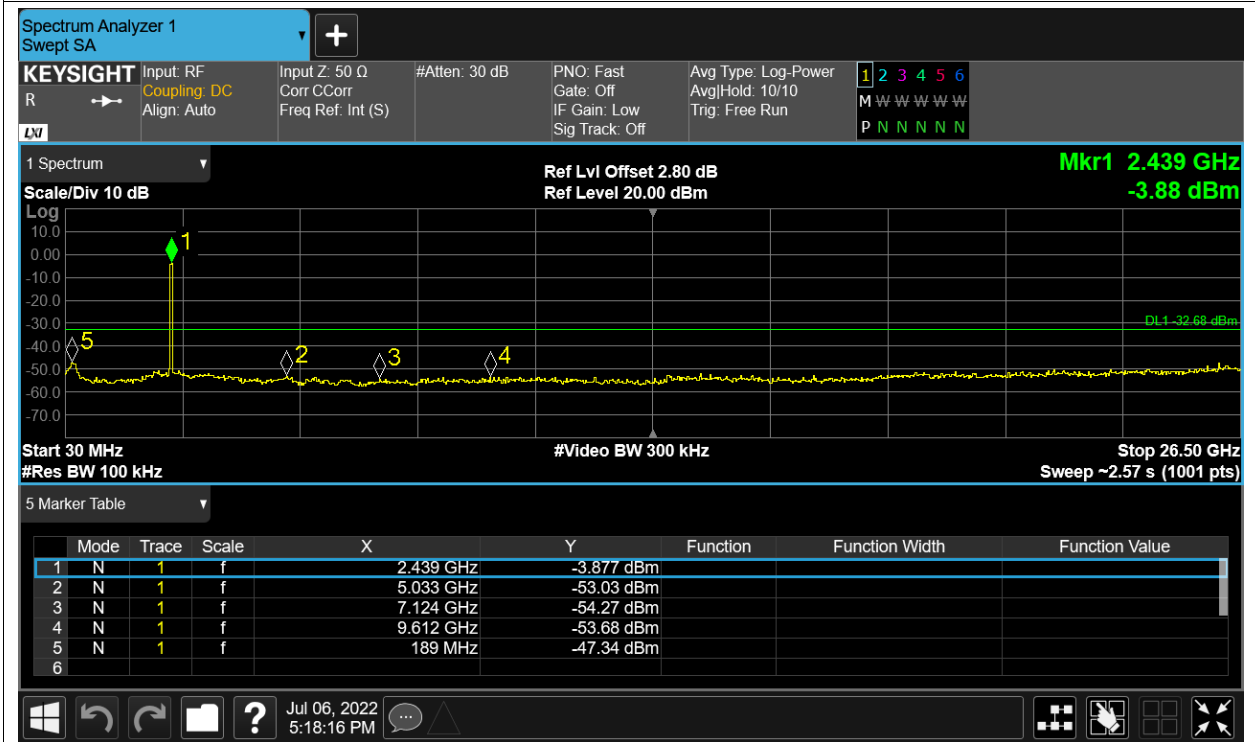 Spectrum Analyzer 1
Swept SA
+
KEYSIGHT
R
LXI
Input: RF
Coupling: DC
Align: Auto
Input Z: 50 Ω
Corr CCorr
Freq Ref: Int (S)
#Atten: 30 dB
PNO: Fast
Gate: Off
IF Gain: Low
Sig Track: Off
Avg Type: Log-Power
Avg|Hold: 10/10
Trig: Free Run
1 2 3 4 5 6
M W W W W W
P N N N N N
1 Spectrum
Scale/Div 10 dB
Ref Lvl Offset 2.80 dB
Ref Level 20.00 dBm
Mkr1 2.439 GHz
-3.88 dBm
Log
10.0
0.00
-10.0
-20.0
-30.0
-40.0
-50.0
-60.0
-70.0
1
5
2
3
4
DL1 -32.68 dBm
Start 30 MHz
#Res BW 100 kHz
#Video BW 300 kHz
Stop 26.50 GHz
Sweep ~2.57 s (1001 pts)
5 Marker Table
Mode Trace Scale X Y Function Function Width Function Value
1 N 1 f 2.439 GHz -3.877 dBm
2 N 1 f 5.033 GHz -53.03 dBm
3 N 1 f 7.124 GHz -54.27 dBm
4 N 1 f 9.612 GHz -53.68 dBm
5 N 1 f 189 MHz -47.34 dBm
6
?
Jul 06, 2022
5:18:16 PM